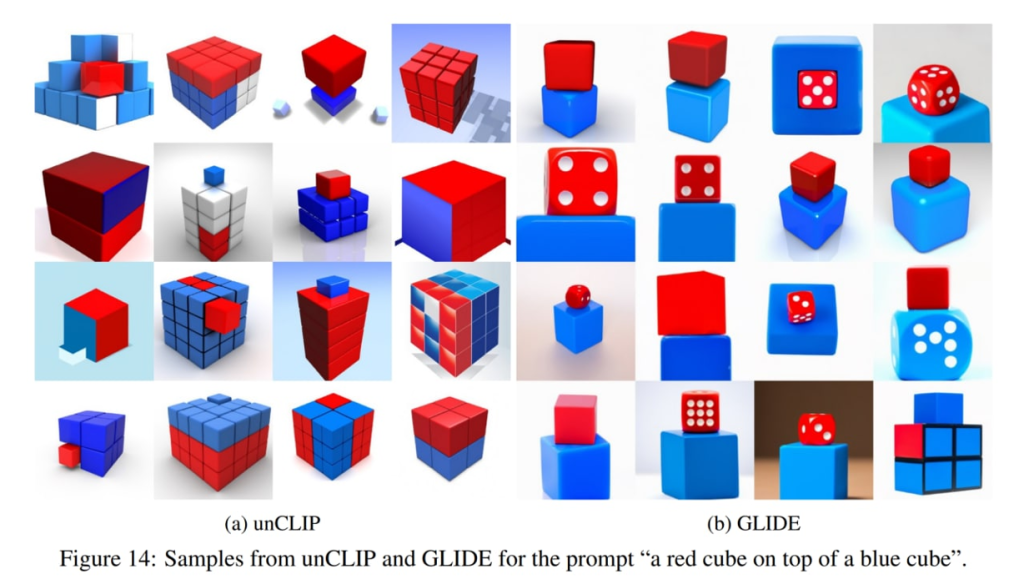 (a) unCLIP
(b) GLIDE
Figure 14: Samples from unCLIP and GLIDE for the prompt “a red cube on top of a blue cube”.